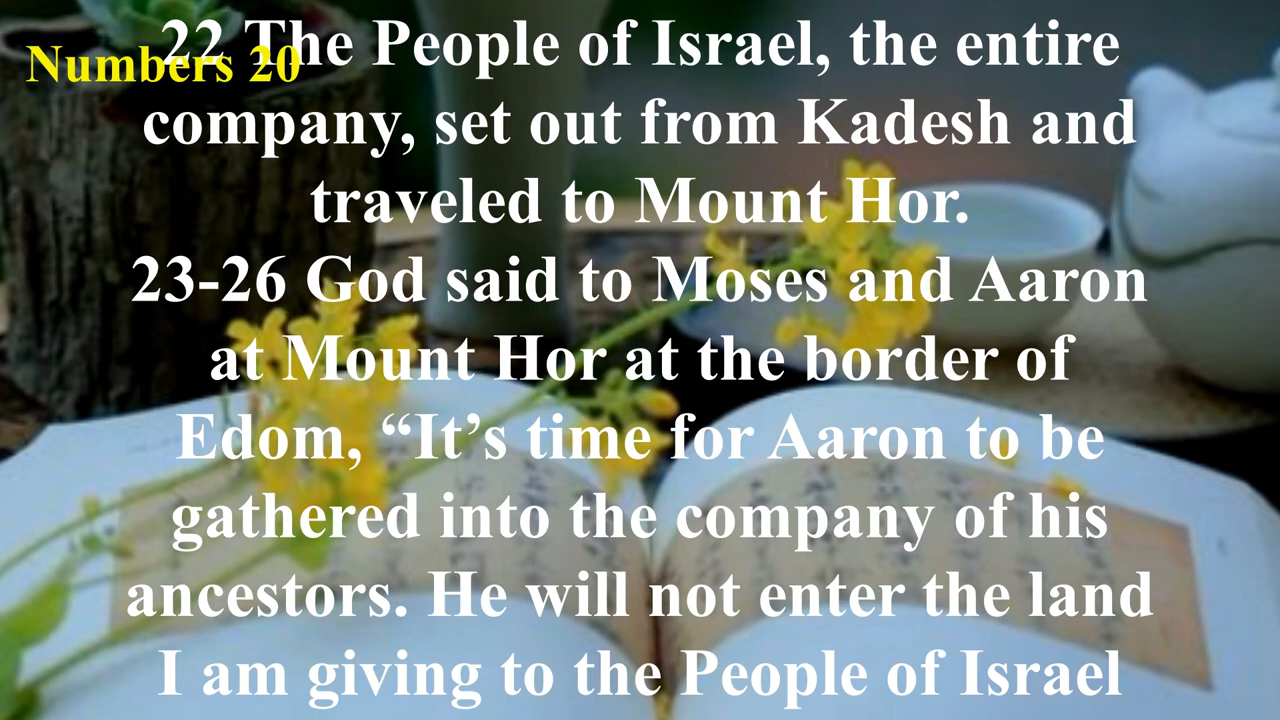 Numbers 20
22 The People of Israel, the entire
company, set out from Kadesh and
traveled to Mount Hor.
23-26 God said to Moses and Aaron
at Mount Hor at the border of
Edom, “It’s time for Aaron to be
gathered into the company of his
ancestors. He will not enter the land
I am giving to the People of Israel